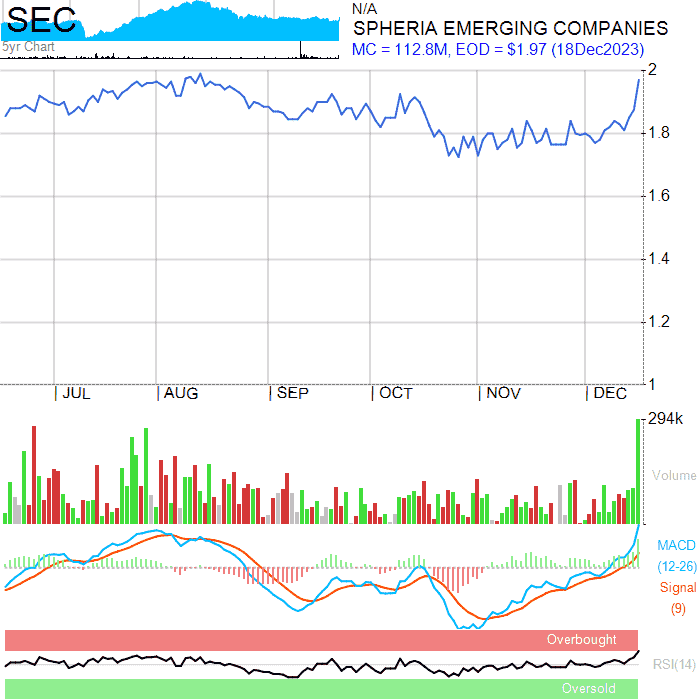 SEC
5yr Chart
N/A
SPHERIA EMERGING COMPANIES
MC = 112.8M, EOD = $1.97 (18Dec2023)
2
1.8
1.6
1.4
1.2
1
JUL
AUG
SEP
OCT
NOV
DEC
294k
Volume
MACD
(12-26)
Signal
(9)
Overbought
RSI(14)
Oversold